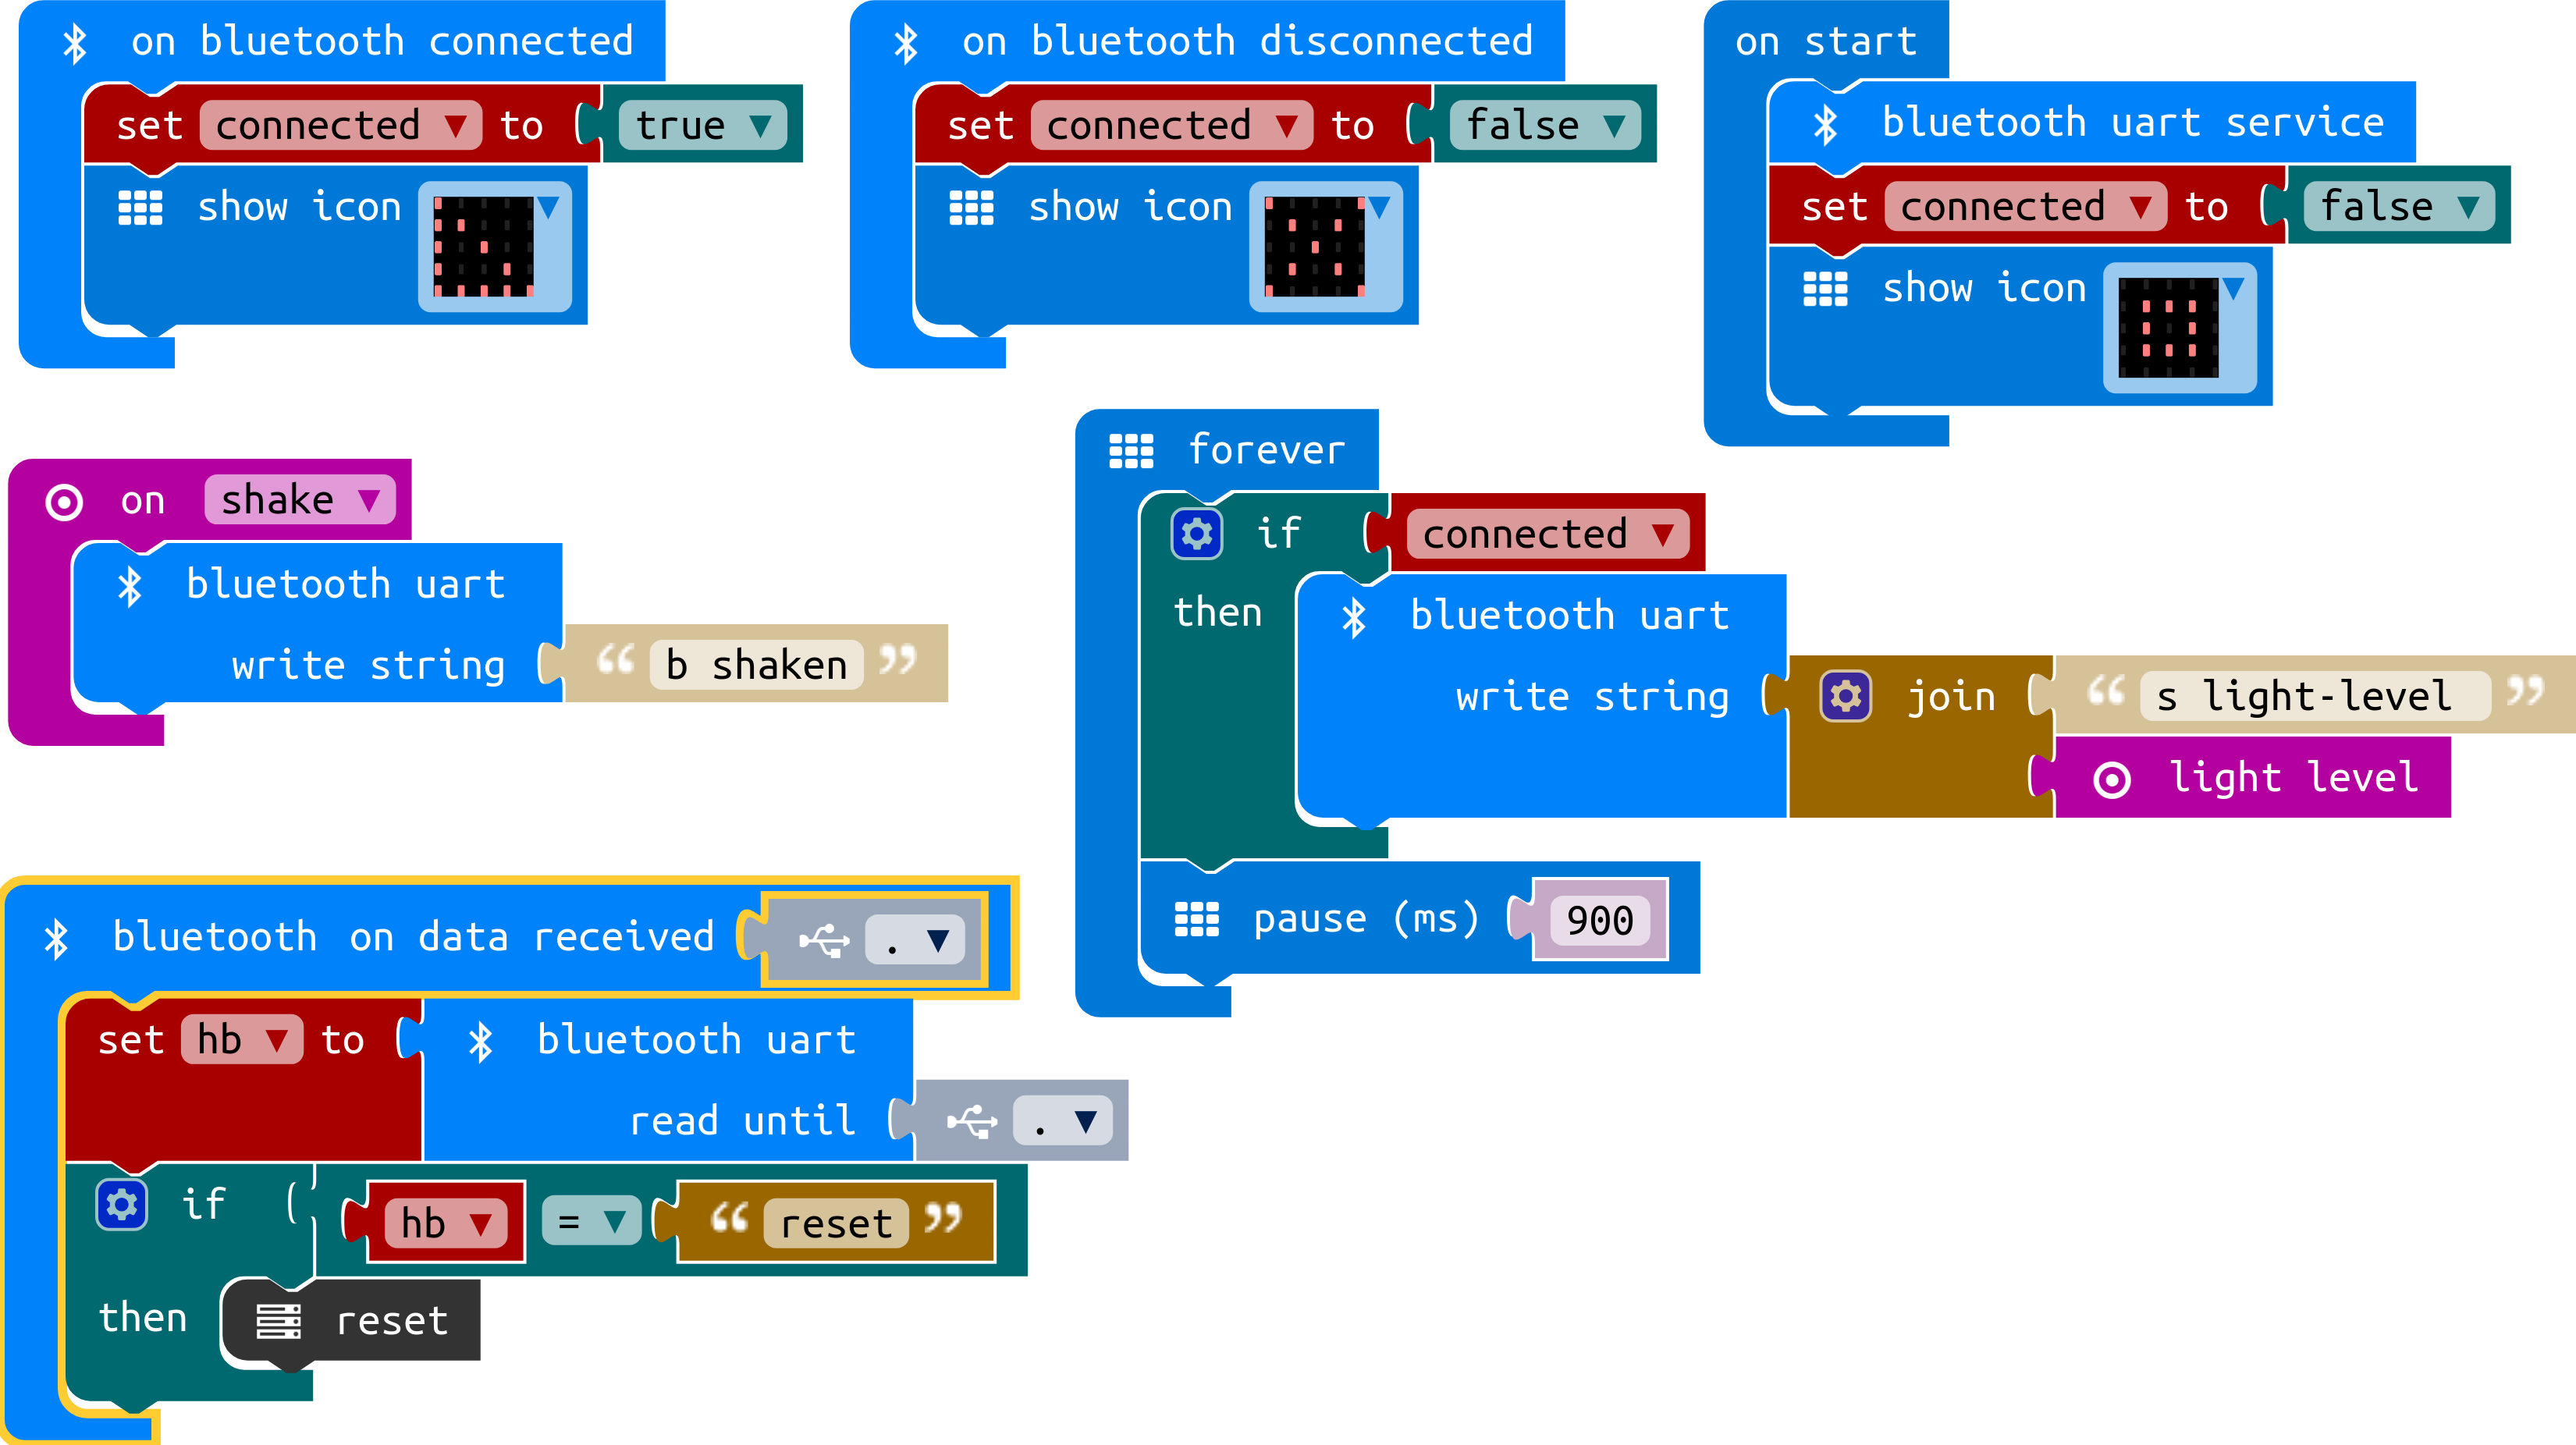 on bluetooth connected
set connected ▼ to true ▼
show icon ▼
on bluetooth disconnected
set connected ▼ to false ▼
show icon ▼
on start
bluetooth uart service
set connected ▼ to false ▼
show icon ▼
on shake ▼
bluetooth uart
write string “ b shaken ”
forever
if connected ▼
then bluetooth uart
write string join “ s light-level ”
light level
pause (ms) 900
bluetooth on data received . ▼
set hb ▼ to bluetooth uart
read until . ▼
if hb ▼ = ▼ “ reset ”
then reset